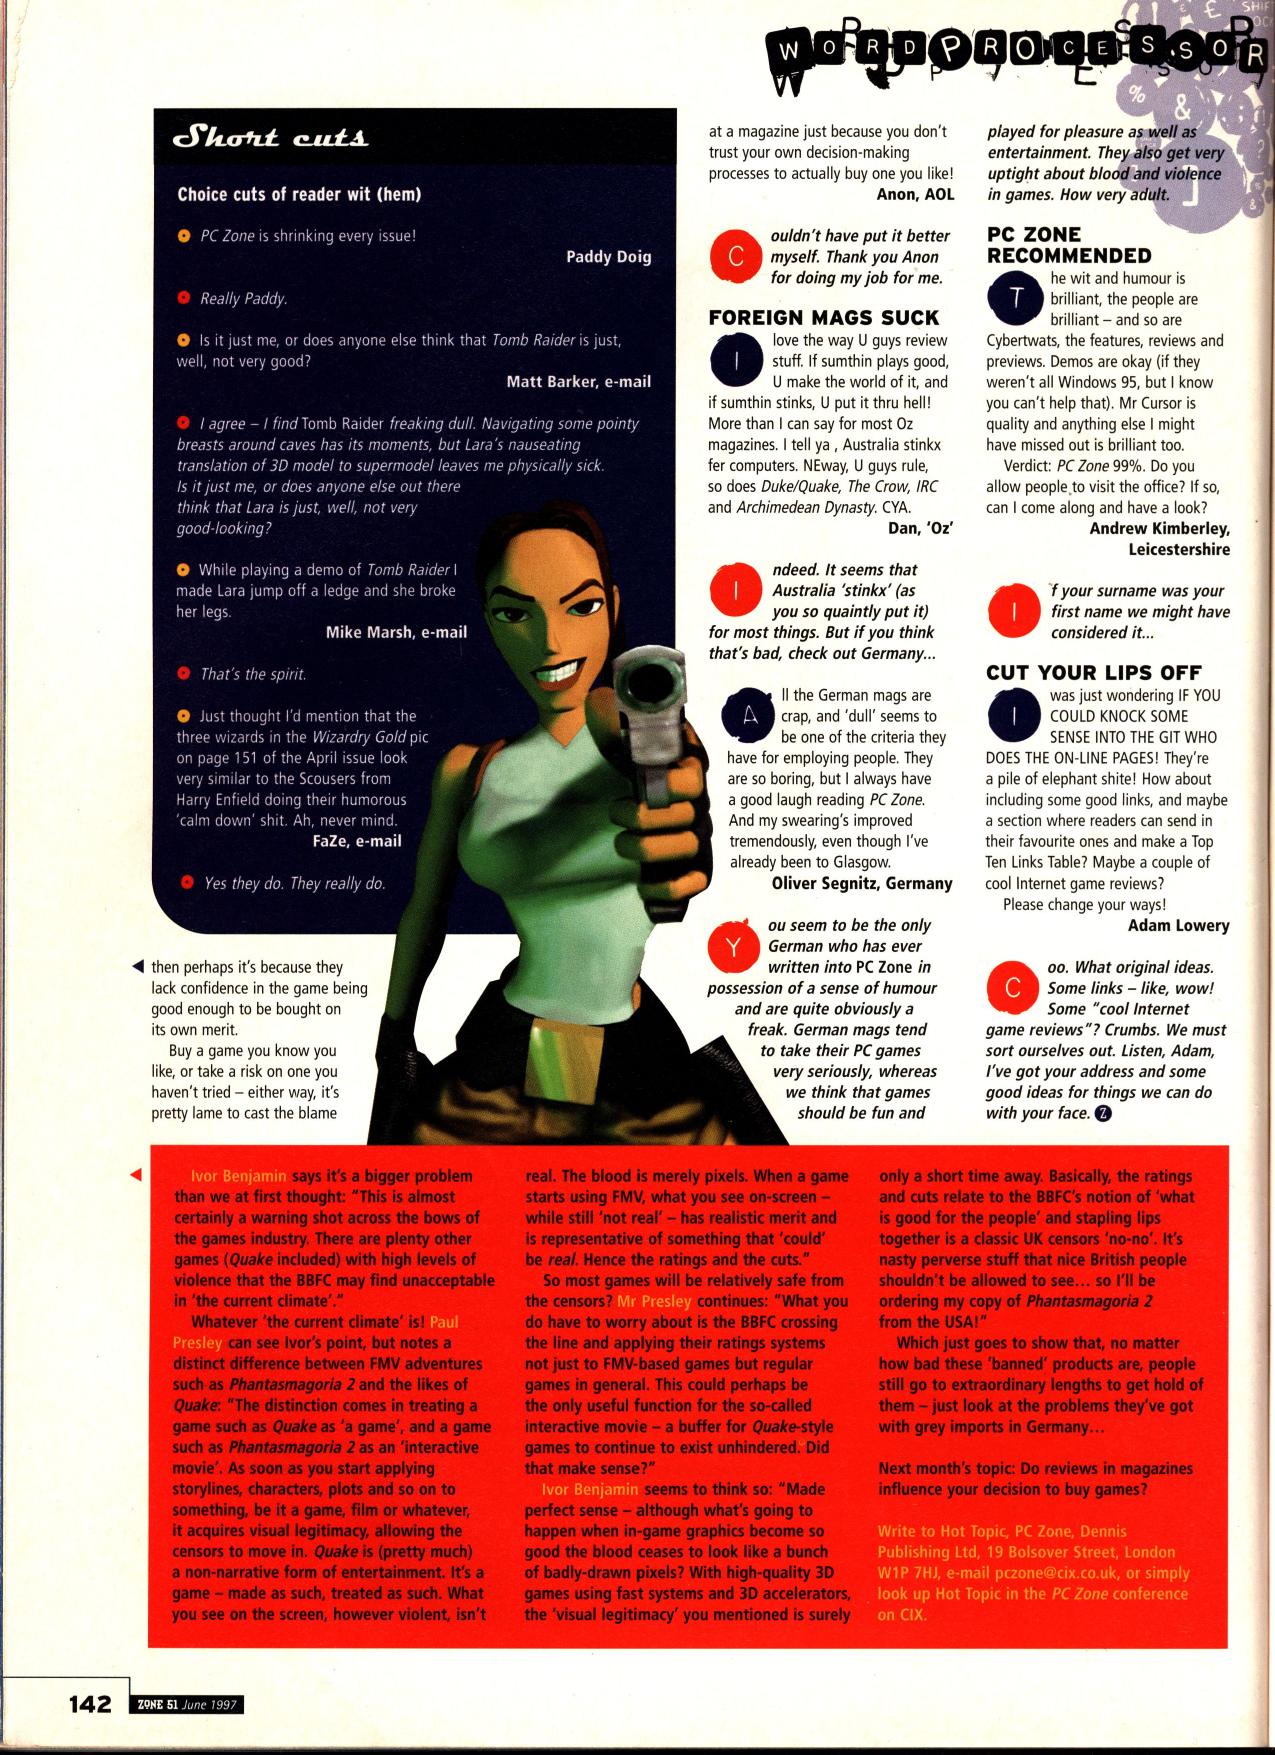 WORDPROCESSOR
Short cuts
Choice cuts of reader wit (hem)
PC Zone is shrinking every issue!
Paddy Doig
Really Paddy.
Is it just me, or does anyone else think that Tomb Raider is just,
well, not very good?
Matt Barker, e-mail
I agree – I find Tomb Raider freaking dull. Navigating some pointy
breasts around caves has its moments, but Lara's nauseating
translation of 3D model to supermodel leaves me physically sick.
Is it just me, or does anyone else out there
think that Lara is just, well, not very
good-looking?
While playing a demo of Tomb Raider I
made Lara jump off a ledge and she broke
her legs.
Mike Marsh, e-mail
That's the spirit.
Just thought I'd mention that the
three wizards in the Wizardry Gold pic
on page 151 of the April issue look
very similar to the Scousers from
Harry Enfield doing their humorous
'calm down' shit. Ah, never mind.
FaZe, e-mail
Yes they do. They really do.
then perhaps it's because they
lack confidence in the game being
good enough to be bought on
its own merit.
Buy a game you know you
like, or take a risk on one you
haven't tried – either way, it's
pretty lame to cast the blame
at a magazine just because you don't
trust your own decision-making
processes to actually buy one you like!
Anon, AOL
Couldn't have put it better
myself. Thank you Anon
for doing my job for me.
FOREIGN MAGS SUCK
I love the way U guys review
stuff. If sumthin plays good,
U make the world of it, and
if sumthin stinks, U put it thru hell!
More than I can say for most Oz
magazines. I tell ya , Australia stinkx
fer computers. NEway, U guys rule,
so does Duke/Quake, The Crow, IRC
and Archimedean Dynasty. CYA.
Dan, 'Oz'
Indeed. It seems that
Australia 'stinkx' (as
you so quaintly put it)
for most things. But if you think
that's bad, check out Germany...
All the German mags are
crap, and 'dull' seems to
be one of the criteria they
have for employing people. They
are so boring, but I always have
a good laugh reading PC Zone.
And my swearing's improved
tremendously, even though I've
already been to Glasgow.
Oliver Segnitz, Germany
You seem to be the only
German who has ever
written into PC Zone in
possession of a sense of humour
and are quite obviously a
freak. German mags tend
to take their PC games
very seriously, whereas
we think that games
should be fun and
played for pleasure as well as
entertainment. They also get very
uptight about blood and violence
in games. How very adult.
PC ZONE
RECOMMENDED
The wit and humour is
brilliant, the people are
brilliant – and so are
Cybertwats, the features, reviews and
previews. Demos are okay (if they
weren't all Windows 95, but I know
you can't help that). Mr Cursor is
quality and anything else I might
have missed out is brilliant too.
Verdict: PC Zone 99%. Do you
allow people to visit the office? If so,
can I come along and have a look?
Andrew Kimberley,
Leicestershire
If your surname was your
first name we might have
considered it...
CUT YOUR LIPS OFF
I was just wondering IF YOU
COULD KNOCK SOME
SENSE INTO THE GIT WHO
DOES THE ON-LINE PAGES! They're
a pile of elephant shite! How about
including some good links, and maybe
a section where readers can send in
their favourite ones and make a Top
Ten Links Table? Maybe a couple of
cool Internet game reviews?
Please change your ways!
Adam Lowery
Coo. What original ideas.
Some links – like, wow!
Some "cool Internet
game reviews"? Crumbs. We must
sort ourselves out. Listen, Adam,
I've got your address and some
good ideas for things we can do
with your face. Z
Ivor Benjamin says it's a bigger problem
than we at first thought: "This is almost
certainly a warning shot across the bows of
the games industry. There are plenty other
games (Quake included) with high levels of
violence that the BBFC may find unacceptable
in 'the current climate'."
Whatever 'the current climate' is! Paul
Presley can see Ivor's point, but notes a
distinct difference between FMV adventures
such as Phantasmagoria 2 and the likes of
Quake: "The distinction comes in treating a
game such as Quake as 'a game', and a game
such as Phantasmagoria 2 as an 'interactive
movie'. As soon as you start applying
storylines, characters, plots and so on to
something, be it a game, film or whatever,
it acquires visual legitimacy, allowing the
censors to move in. Quake is (pretty much)
a non-narrative form of entertainment. It's a
game – made as such, treated as such. What
you see on the screen, however violent, isn't
real. The blood is merely pixels. When a game
starts using FMV, what you see on-screen –
while still 'not real' – has realistic merit and
is representative of something that 'could'
be real. Hence the ratings and the cuts."
So most games will be relatively safe from
the censors? Mr Presley continues: "What you
do have to worry about is the BBFC crossing
the line and applying their ratings systems
not just to FMV-based games but regular
games in general. This could perhaps be
the only useful function for the so-called
interactive movie – a buffer for Quake-style
games to continue to exist unhindered. Did
that make sense?"
Ivor Benjamin seems to think so: "Made
perfect sense – although what's going to
happen when in-game graphics become so
good the blood ceases to look like a bunch
of badly-drawn pixels? With high-quality 3D
games using fast systems and 3D accelerators,
the 'visual legitimacy' you mentioned is surely
only a short time away. Basically, the ratings
and cuts relate to the BBFC's notion of 'what
is good for the people' and stapling lips
together is a classic UK censors 'no-no'. It's
nasty perverse stuff that nice British people
shouldn't be allowed to see... so I'll be
ordering my copy of Phantasmagoria 2
from the USA!"
Which just goes to show that, no matter
how bad these 'banned' products are, people
still go to extraordinary lengths to get hold of
them – just look at the problems they've got
with grey imports in Germany...
Next month's topic: Do reviews in magazines
influence your decision to buy games?
Write to Hot Topic, PC Zone, Dennis
Publishing Ltd, 19 Bolsover Street, London
W1P 7HJ, e-mail pczone@cix.co.uk, or simply
look up Hot Topic in the PC Zone conference
on CIX.
142 ZONE 51 June 1997